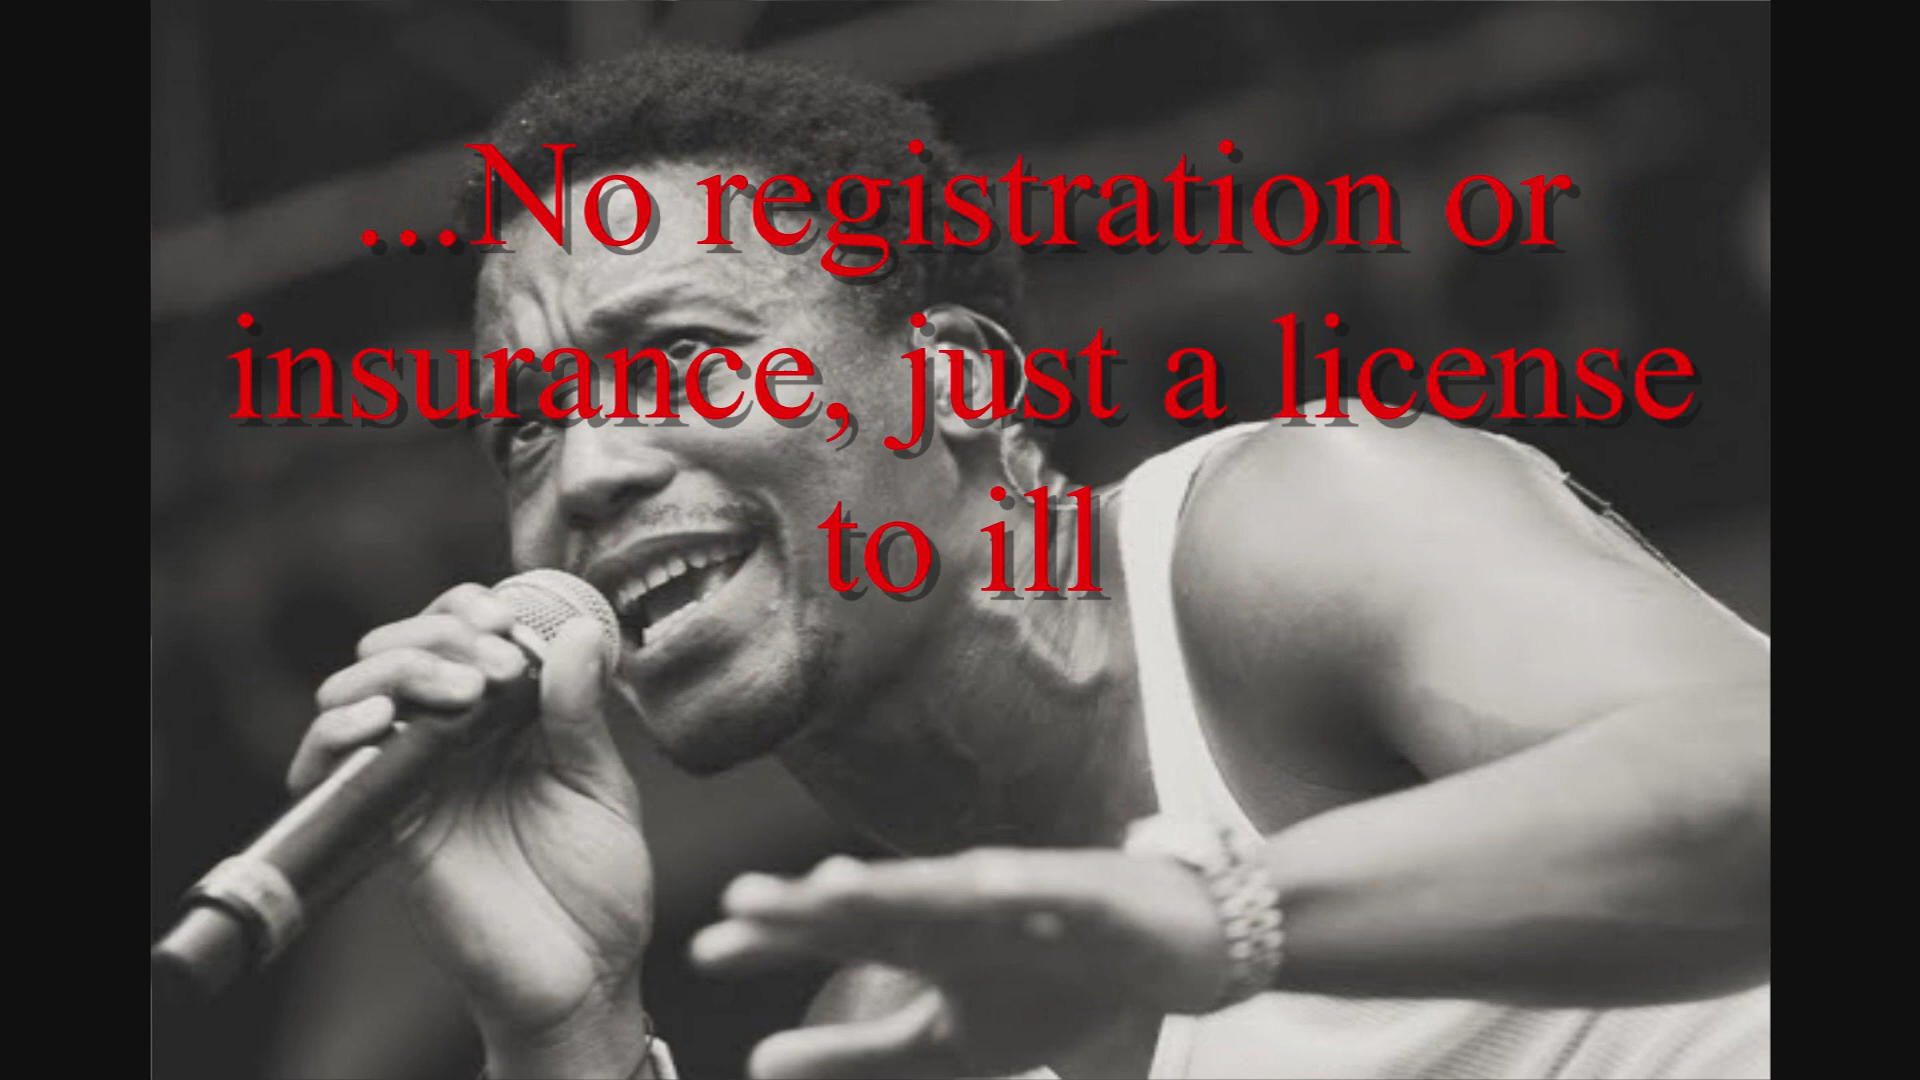 ...No registration or
insurance, just a license
to ill